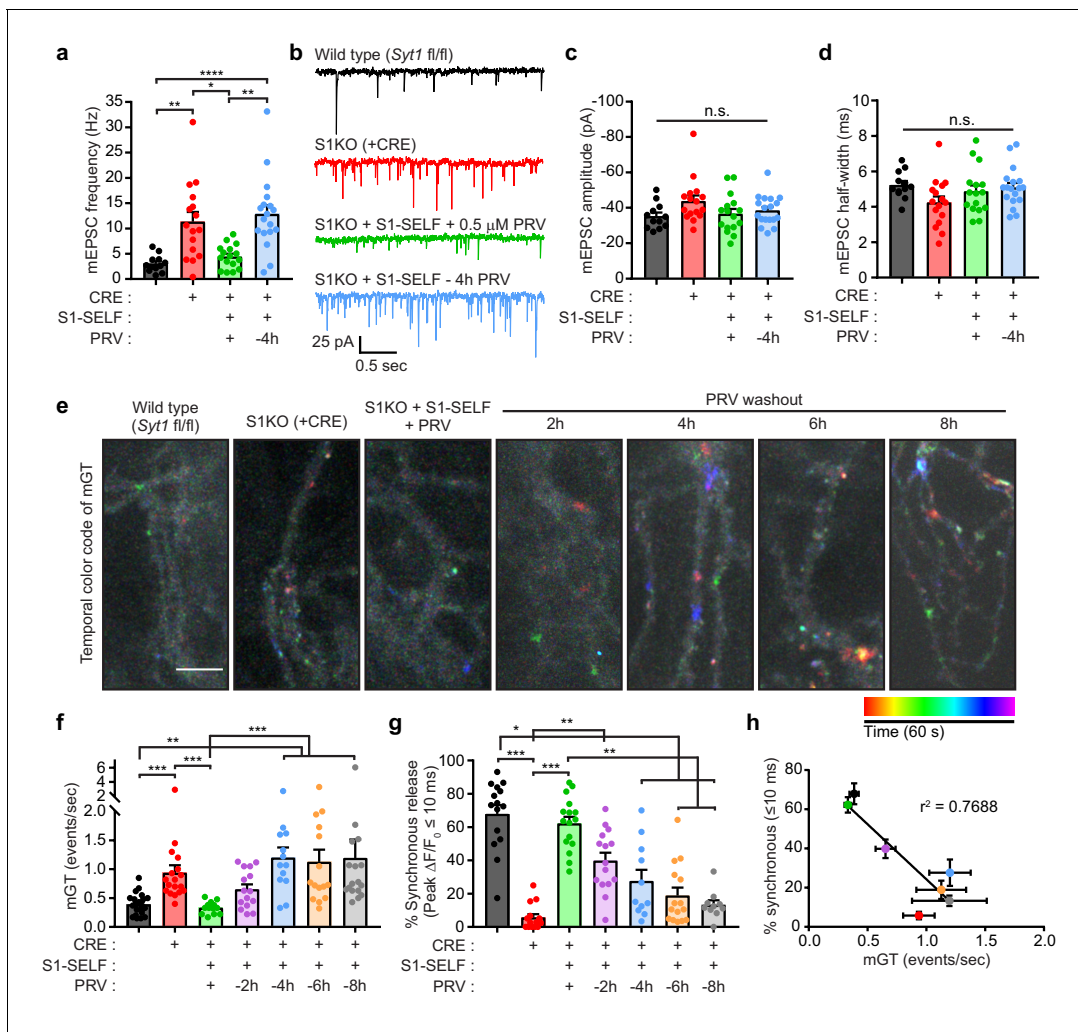 a
****
*
**
**
mEPSC frequency (Hz)
35
30
25
20
15
10
5
0
CRE : + + +
S1-SELF : + +
PRV : + -4h
b
Wild type (Syt1 fl/fl)
S1KO (+CRE)
S1KO + S1-SELF + 0.5 μM PRV
S1KO + S1-SELF - 4h PRV
25 pA
0.5 sec
c
n.s.
mEPSC amplitude (pA)
-100
-80
-60
-40
-20
0
CRE : + + +
S1-SELF : + +
PRV : + -4h
d
n.s.
mEPSC half-width (ms)
10
8
6
4
2
0
CRE : + + +
S1-SELF : + +
PRV : + -4h
e
Temporal color code of mGT
Wild type
(Syt1 fl/fl)
S1KO (+CRE)
S1KO + S1-SELF
+ PRV
PRV washout
2h
4h
6h
8h
Time (60 s)
f
***
**
***
***
mGT (events/sec)
6
4
2
2.0
1.5
1.0
0.5
0.0
CRE : + + + + + +
S1-SELF : + + + + +
PRV : + -2h -4h -6h -8h
g
**
*
**
***
***
% Synchronous release
(Peak ΔF/F0 ≤ 10 ms)
100
80
60
40
20
0
CRE : + + + + + +
S1-SELF : + + + + +
PRV : + -2h -4h -6h -8h
h
r² = 0.7688
% synchronous (≤10 ms)
80
60
40
20
0
0.0 0.5 1.0 1.5 2.0
mGT (events/sec)